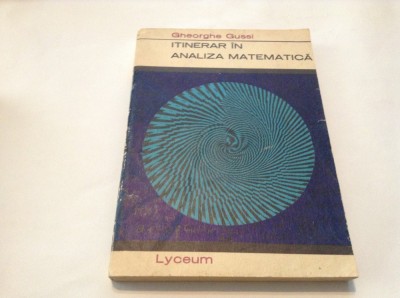 Gheorghe Gussi
ITINERAR ÎN
ANALIZA MATEMATICĂ
Lyceum